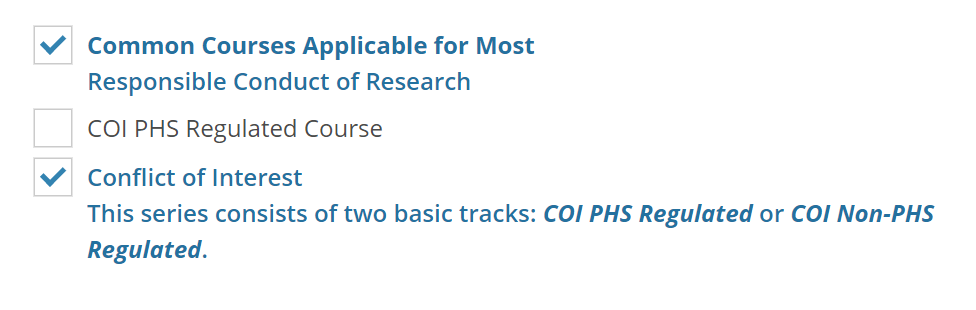 Common Courses Applicable for Most
Responsible Conduct of Research
COI PHS Regulated Course
Conflict of Interest
This series consists of two basic tracks: COI PHS Regulated or COI Non-PHS
Regulated.